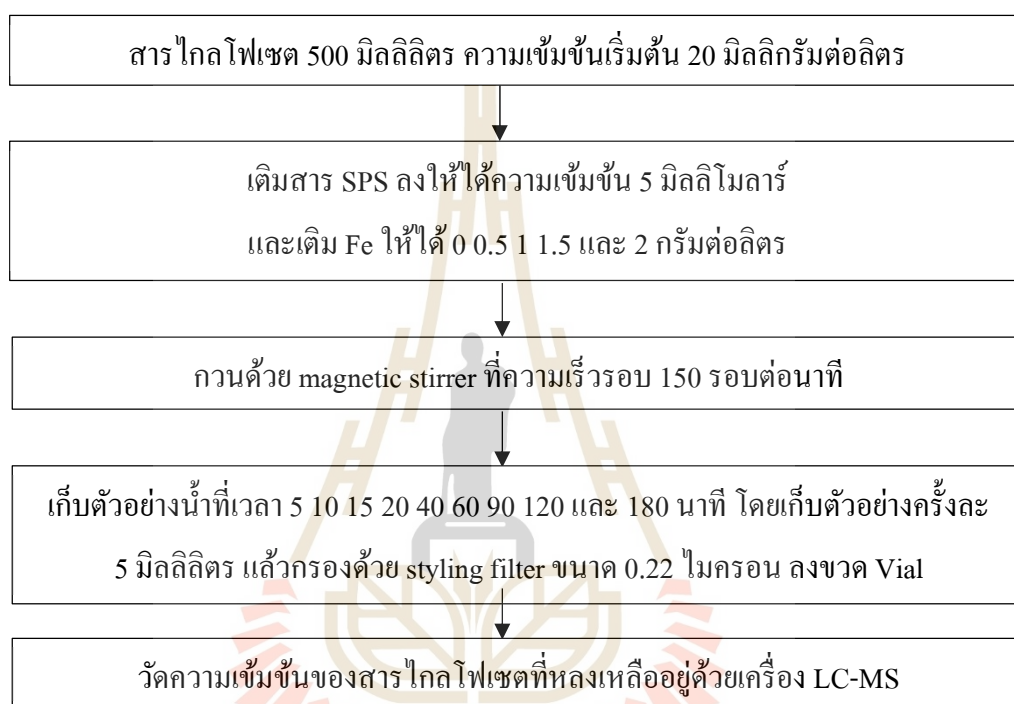 สารไกลโฟเซต 500 มิลลิลิตร ความเข้มข้นเริ่มต้น 20 มิลลิกรัมต่อลิตร
เติมสาร SPS ลงให้ได้ความเข้มข้น 5 มิลลิโมลาร์
และเติม Fe ให้ได้ 0 0.5 1 1.5 และ 2 กรัมต่อลิตร
กวนด้วย magnetic stirrer ที่ความเร็วรอบ 150 รอบต่อนาที
เก็บตัวอย่างน้ำที่เวลา 5 10 15 20 40 60 90 120 และ 180 นาที โดยเก็บตัวอย่างครั้งละ
5 มิลลิลิตร แล้วกรองด้วย styling filter ขนาด 0.22 ไมครอน ลงขวด Vial
วัดความเข้มข้นของสารไกลโฟเซตที่หลงเหลืออยู่ด้วยเครื่อง LC-MS